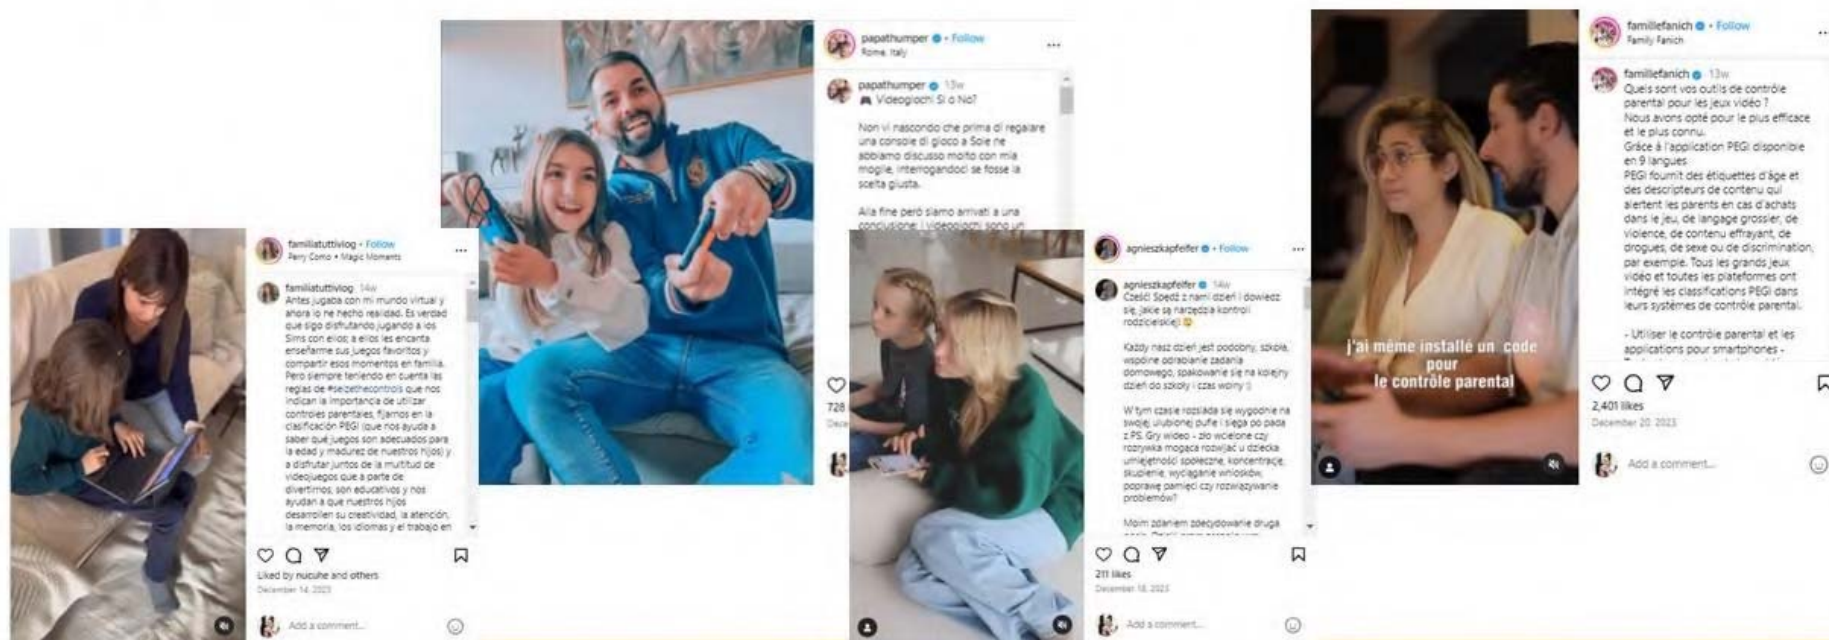 familiatuttivlog • Follow
Perry Como • Magic Moments
familiatuttivlog 14w
Antes jugaba con mi mundo virtual y
ahora lo he hecho realidad. Es verdad
que sigo disfrutando jugando a los
Sims con ellos; a ellos les encanta
enseñarme sus juegos favoritos y
compartir esos momentos en familia.
Pero siempre teniendo en cuenta las
reglas de #seizethecontrols que nos
indican la importancia de utilizar
controles parentales, fijarnos en la
clasificación PEGI (que nos ayuda a
saber qué juegos son adecuados para
la edad y madurez de nuestros hijos) y
a disfrutar juntos de la multitud de
videojuegos que a parte de
divertirnos, son educativos y nos
ayudan a que nuestros hijos
desarrollen su creatividad, la atención,
la memoria, los idiomas y el trabajo en
Liked by nucuhe and others
December 14, 2023
Add a comment...
papathumper • Follow
Rome, Italy
papathumper 13w
🎮 Videogiochi Si o No?
Non vi nascondo che prima di regalare
una console di gioco a Sole ne
abbiamo discusso molto con mia
moglie, interrogandoci se fosse la
scelta giusta.
Alla fine però siamo arrivati a una
conclusione: i videogiochi sono un
728
Dece
agnieszkapfeifer • Follow
agnieszkapfeifer 14w
Cześć! Spędź z nami dzień i dowiedz
się, jakie są narzędzia kontroli
rodzicielskiej
Każdy nasz dzień jest podobny, szkoła,
wspólne odrabianie zadania
domowego, spakowanie się na kolejny
dzień do szkoły i czas wolny :)
W tym czasie rozsiada się wygodnie na
swojej ulubionej pufie i sięga po pada
z PS. Gry wideo - zło wcielone czy
rozrywka mogąca rozwijać u dziecka
umiejętności społeczne, koncentrację,
skupienie, wyciąganie wniosków,
poprawę pamięci czy rozwiązywanie
problemów?
Moim zdaniem zdecydowanie druga
211 likes
December 18, 2023
Add a comment...
j'ai même installé un code
pour
le contrôle parental
famillefanich • Follow
Family Fanich
famillefanich 13w
Quels sont vos outils de contrôle
parental pour les jeux vidéo ?
Nous avons opté pour le plus efficace
et le plus connu.
Grâce à l'application PEGI disponible
en 9 langues
PEGI fournit des étiquettes d'âge et
des descripteurs de contenu qui
alertent les parents en cas d'achats
dans le jeu, de langage grossier, de
violence, de contenu effrayant, de
drogues, de sexe ou de discrimination,
par exemple. Tous les grands jeux
vidéo et toutes les plateformes ont
intégré les classifications PEGI dans
leurs systèmes de contrôle parental.
- Utiliser le contrôle parental et les
applications pour smartphones -
2,401 likes
December 20, 2023
Add a comment...